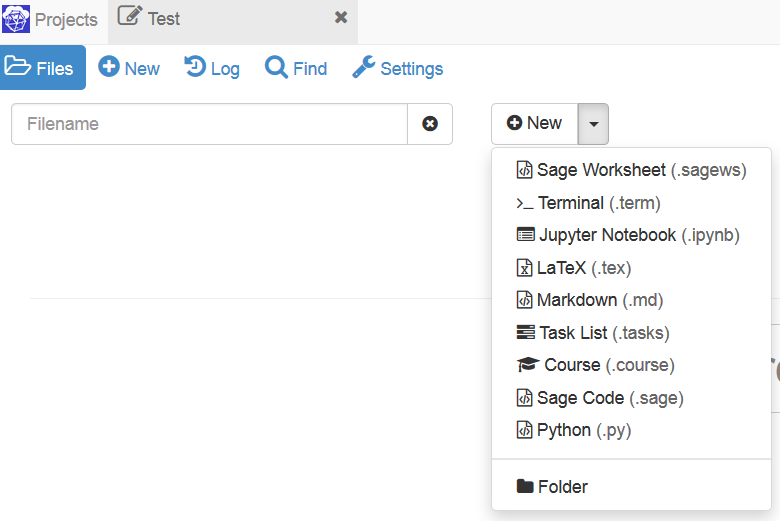 Projects Test
Files New Log Find Settings
Filename New
Sage Worksheet (.sagews)
Terminal (.term)
Jupyter Notebook (.ipynb)
LaTeX (.tex)
Markdown (.md)
Task List (.tasks)
Course (.course)
Sage Code (.sage)
Python (.py)
Folder